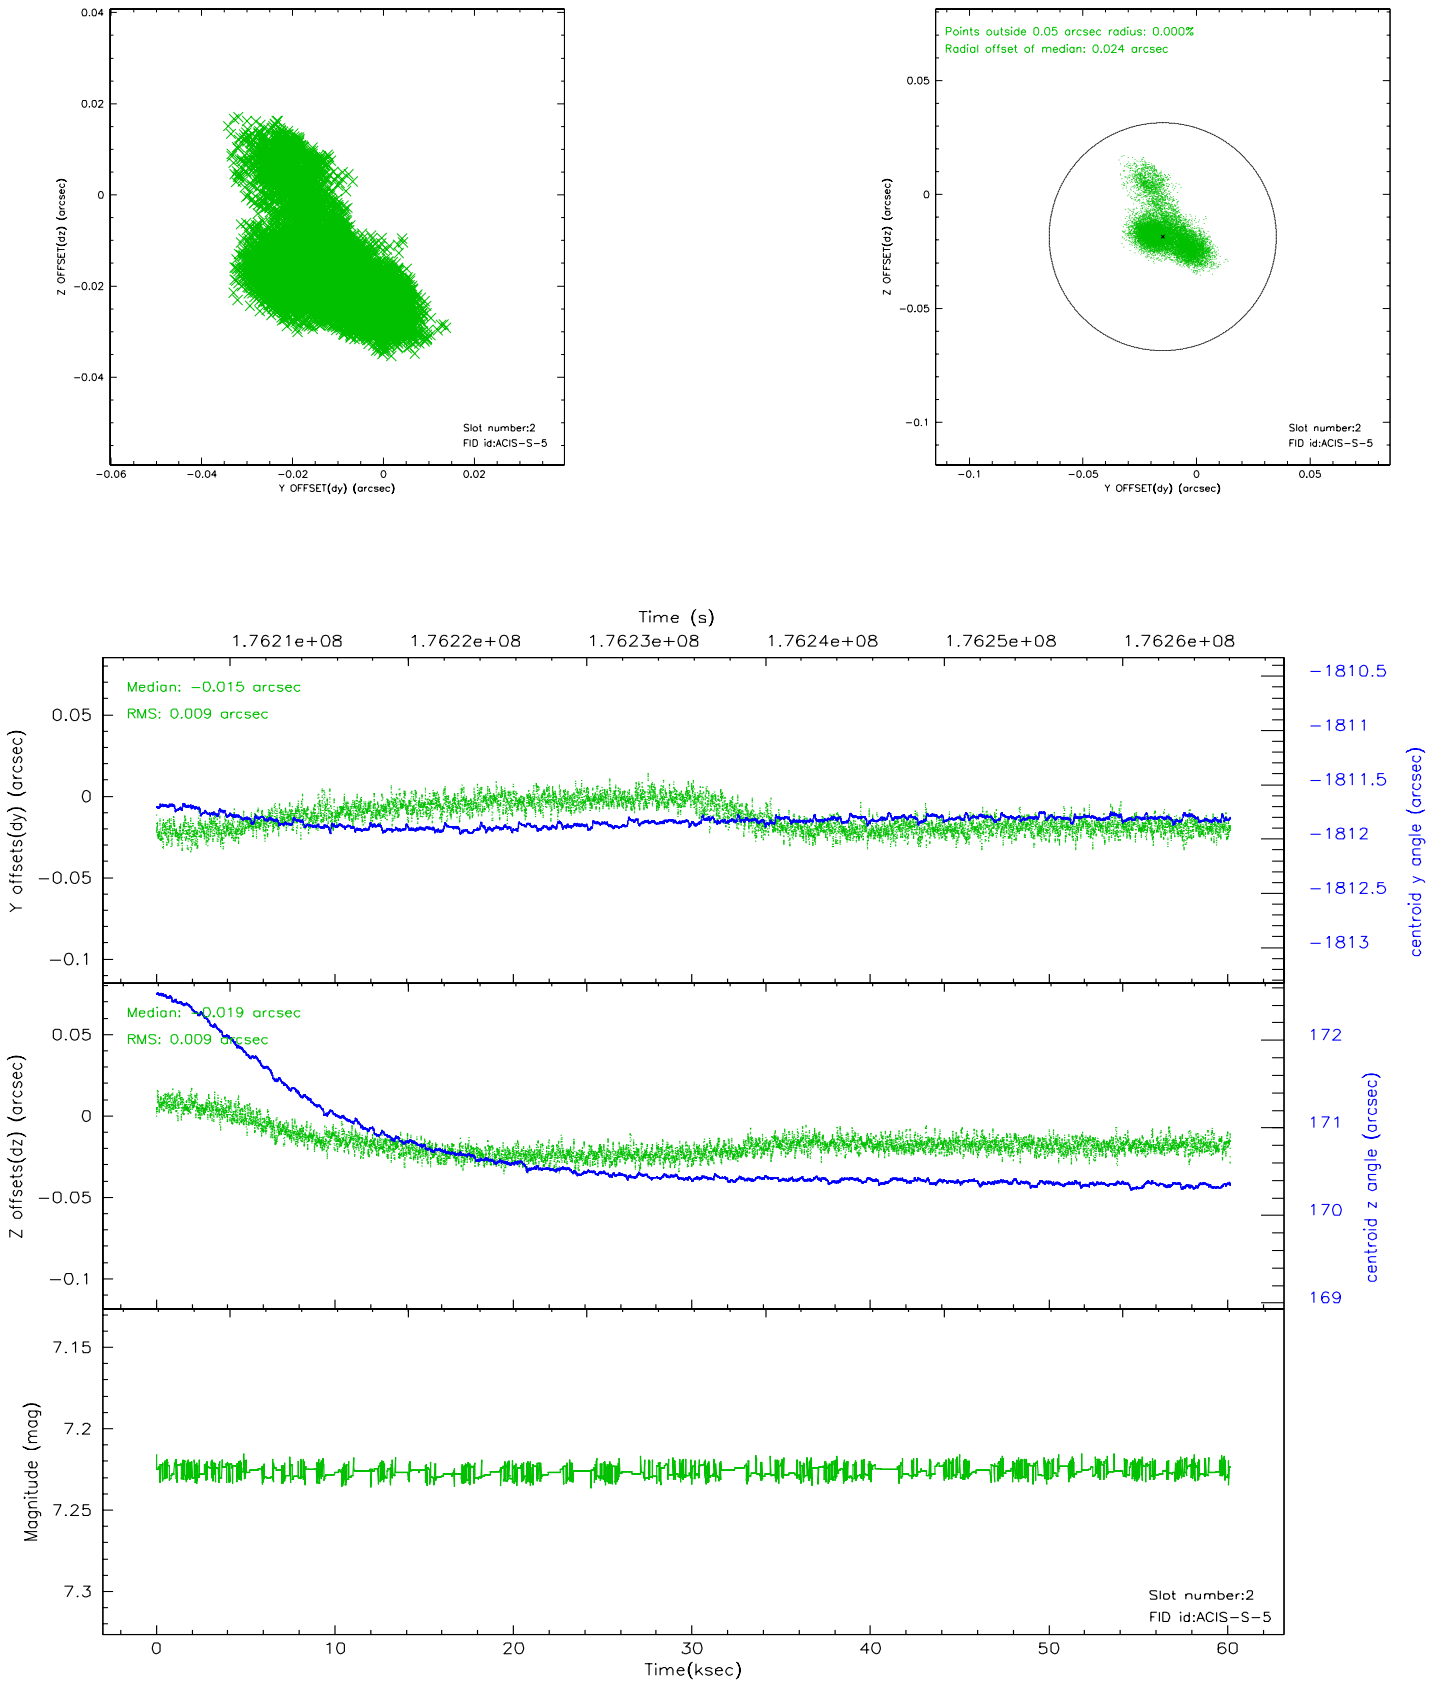 0.04
0.02
0
-0.02
-0.04
Z OFFSET(dz) (arcsec)
Slot number:2
FID id:ACIS-S-5
-0.06 -0.04 -0.02 0 0.02
Y OFFSET(dy) (arcsec)
Points outside 0.05 arcsec radius: 0.000%
Radial offset of median: 0.024 arcsec
0.05
0
-0.05
-0.1
Z OFFSET(dz) (arcsec)
Slot number:2
FID id:ACIS-S-5
-0.1 -0.05 0 0.05
Y OFFSET(dy) (arcsec)
Time (s)
1.7621e+08 1.7622e+08 1.7623e+08 1.7624e+08 1.7625e+08 1.7626e+08
Median: -0.015 arcsec
RMS: 0.009 arcsec
0.05
0
-0.05
-0.1
Y offsets(dy) (arcsec)
-1810.5
-1811
-1811.5
-1812
-1812.5
-1813
centroid y angle (arcsec)
Median: -0.019 arcsec
RMS: 0.009 arcsec
0.05
0
-0.05
-0.1
Z offsets(dz) (arcsec)
172
171
170
169
centroid z angle (arcsec)
7.15
7.2
7.25
7.3
Magnitude (mag)
Slot number:2
FID id:ACIS-S-5
0 10 20 30 40 50 60
Time(ksec)